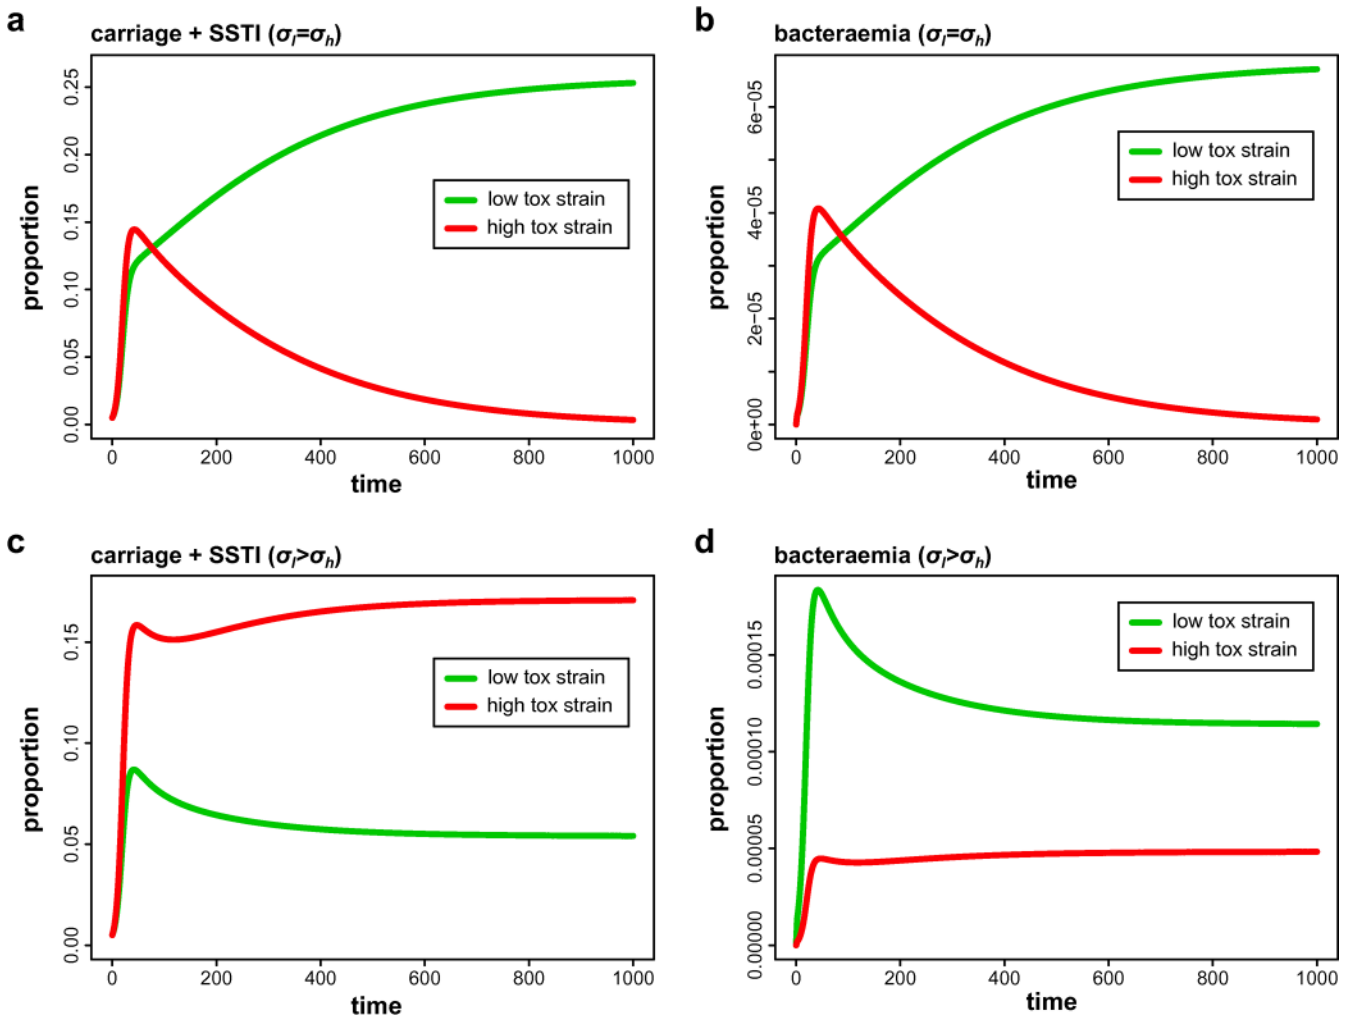 a
carriage + SSTI (σl=σh)
0.25
0.20
0.15
0.10
0.05
0.00
proportion
low tox strain
high tox strain
0 200 400 600 800 1000
time
b
bacteraemia (σl=σh)
6e−05
4e−05
2e−05
0e+00
proportion
low tox strain
high tox strain
0 200 400 600 800 1000
time
c
carriage + SSTI (σl>σh)
0.15
0.10
0.05
0.00
proportion
low tox strain
high tox strain
0 200 400 600 800 1000
time
d
bacteraemia (σl>σh)
0.00015
0.00010
0.00005
0.00000
proportion
low tox strain
high tox strain
0 200 400 600 800 1000
time